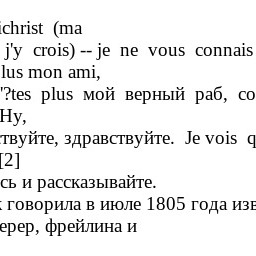 ichrist (ma
j'y crois) -- je ne vous connais
lus mon ami,
'?tes plus мой верный раб, со
Ну,
твуйте, здравствуйте. Je vois q
[2]
сь и рассказывайте.
к говорила в июле 1805 года изв
ерер, фрейлина и